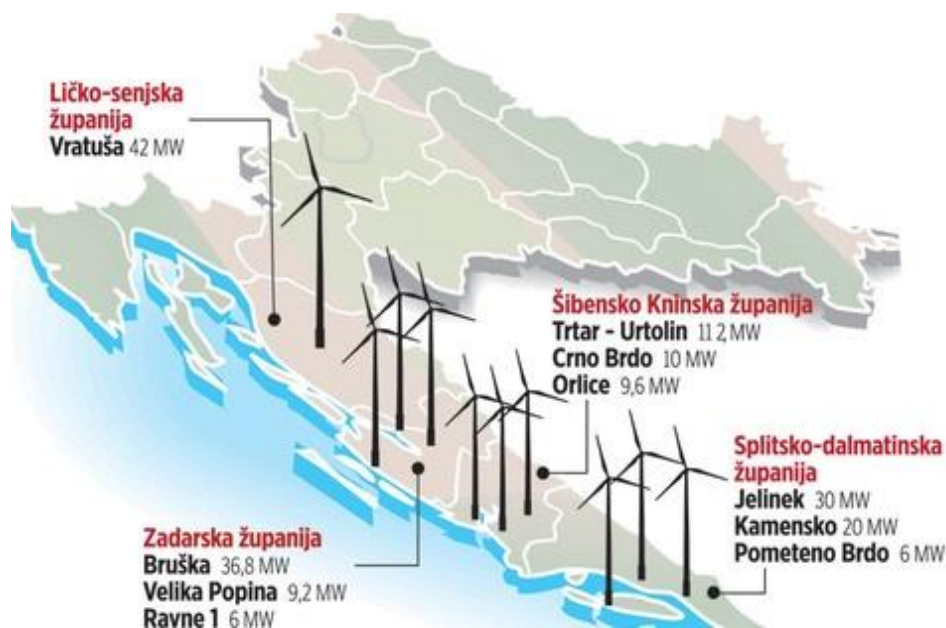 Ličko-senjska
županija
Vratuša 42 MW
Šibensko Kninska županija
Trtar - Urtolin 11 2, MW
Crno Brdo 10 MW
Orlice 9,6 MW
Splitsko-dalmatinska
županija
Jelinek 30 MW
Kamensko 20 MW
Pometeno Brdo 6 MW
Zadarska županija
Bruška 36,8 MW
Velika Popina 9,2 MW
Ravne 1 6 MW